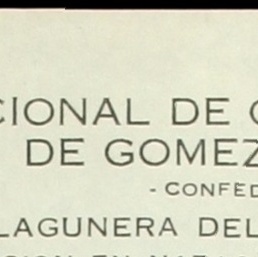 CIONAL DE
DE GOMEZ
- CONFED
LAGUNERA DEL